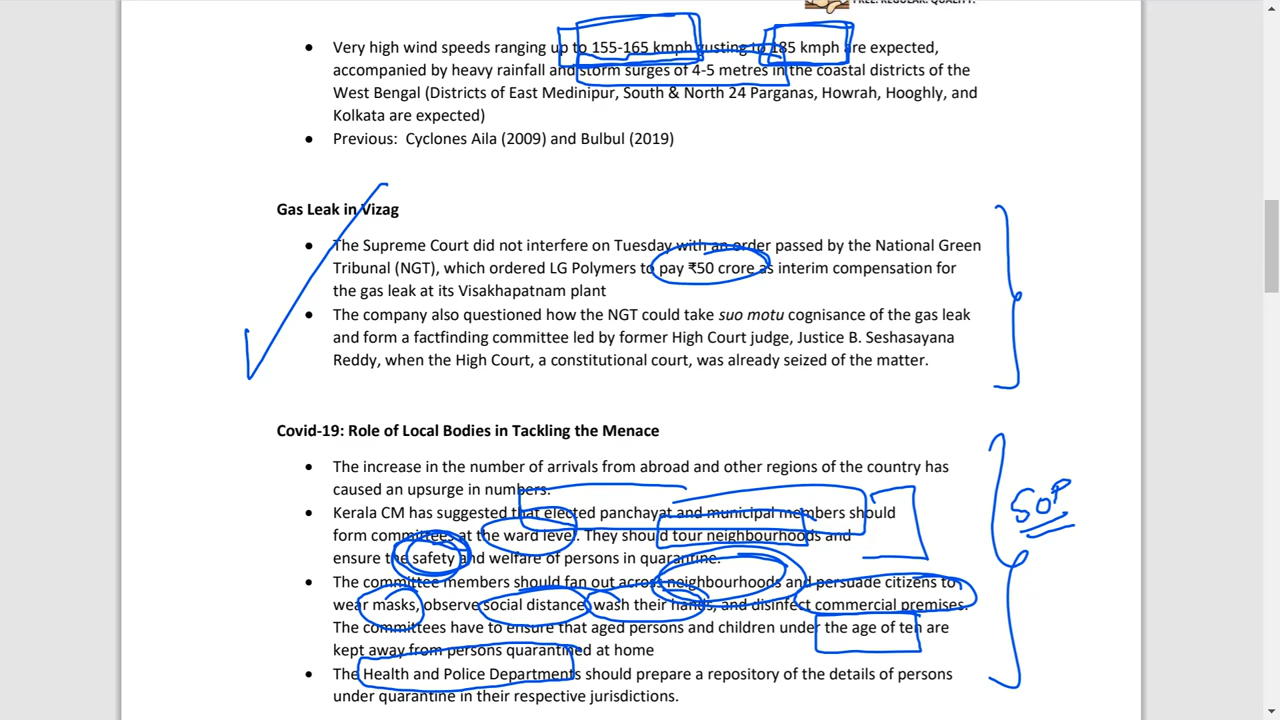 FREE. REGULAR. QUALITY.
• Very high wind speeds ranging up to 155-165 kmph gusting to 185 kmph are expected,
accompanied by heavy rainfall and storm surges of 4-5 metres in the coastal districts of the
West Bengal (Districts of East Medinipur, South & North 24 Parganas, Howrah, Hooghly, and
Kolkata are expected)
• Previous: Cyclones Aila (2009) and Bulbul (2019)
Gas Leak in Vizag
• The Supreme Court did not interfere on Tuesday with an order passed by the National Green
Tribunal (NGT), which ordered LG Polymers to pay ₹50 crore as interim compensation for
the gas leak at its Visakhapatnam plant
• The company also questioned how the NGT could take suo motu cognisance of the gas leak
and form a factfinding committee led by former High Court judge, Justice B. Seshasayana
Reddy, when the High Court, a constitutional court, was already seized of the matter.
Covid-19: Role of Local Bodies in Tackling the Menace
• The increase in the number of arrivals from abroad and other regions of the country has
caused an upsurge in numbers.
• Kerala CM has suggested that elected panchayat and municipal members should
form committees at the ward level. They should tour neighbourhoods and
ensure the safety and welfare of persons in quarantine.
SOP
• The committee members should fan out across neighbourhoods and persuade citizens to
wear masks, observe social distance, wash their hands, and disinfect commercial premises.
The committees have to ensure that aged persons and children under the age of ten are
kept away from persons quarantined at home
• The Health and Police Departments should prepare a repository of the details of persons
under quarantine in their respective jurisdictions.